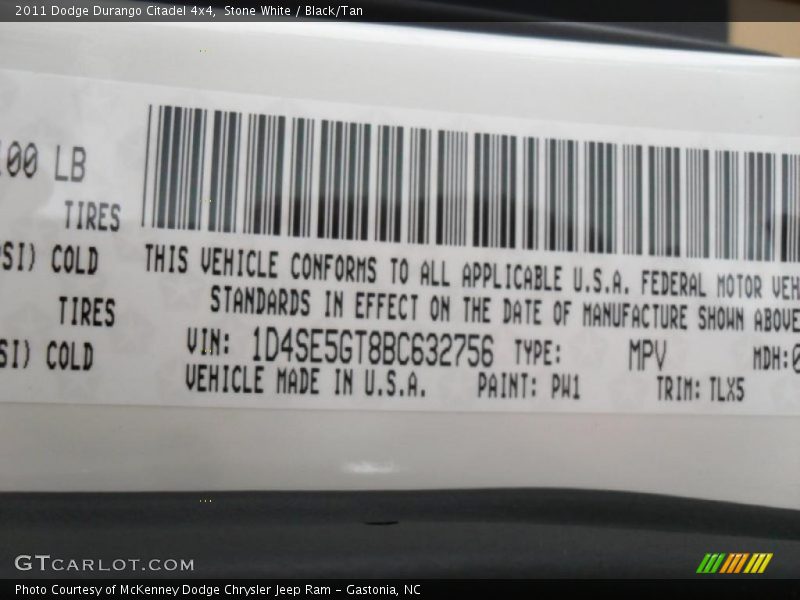 2011 Dodge Durango Citadel 4x4, Stone White / Black/Tan
100 LB
TIRES
SI) COLD
TIRES
SI) COLD
THIS VEHICLE CONFORMS TO ALL APPLICABLE U.S.A. FEDERAL MOTOR VEH
STANDARDS IN EFFECT ON THE DATE OF MANUFACTURE SHOWN ABOVE
VIN: 1D4SE5GT8BC632756 TYPE: MPV MDH:0
VEHICLE MADE IN U.S.A. PAINT: PW1 TRIM: TLX5
GTCARLOT.COM
Photo Courtesy of McKenney Dodge Chrysler Jeep Ram - Gastonia, NC